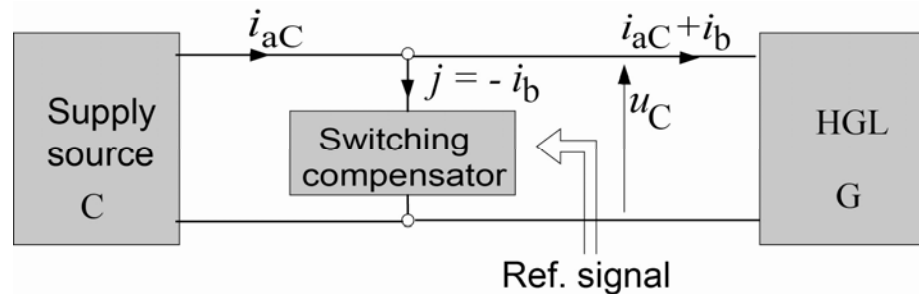 i_aC
i_aC + i_b
j = - i_b
u_C
Supply
source
C
Switching
compensator
HGL
G
Ref. signal